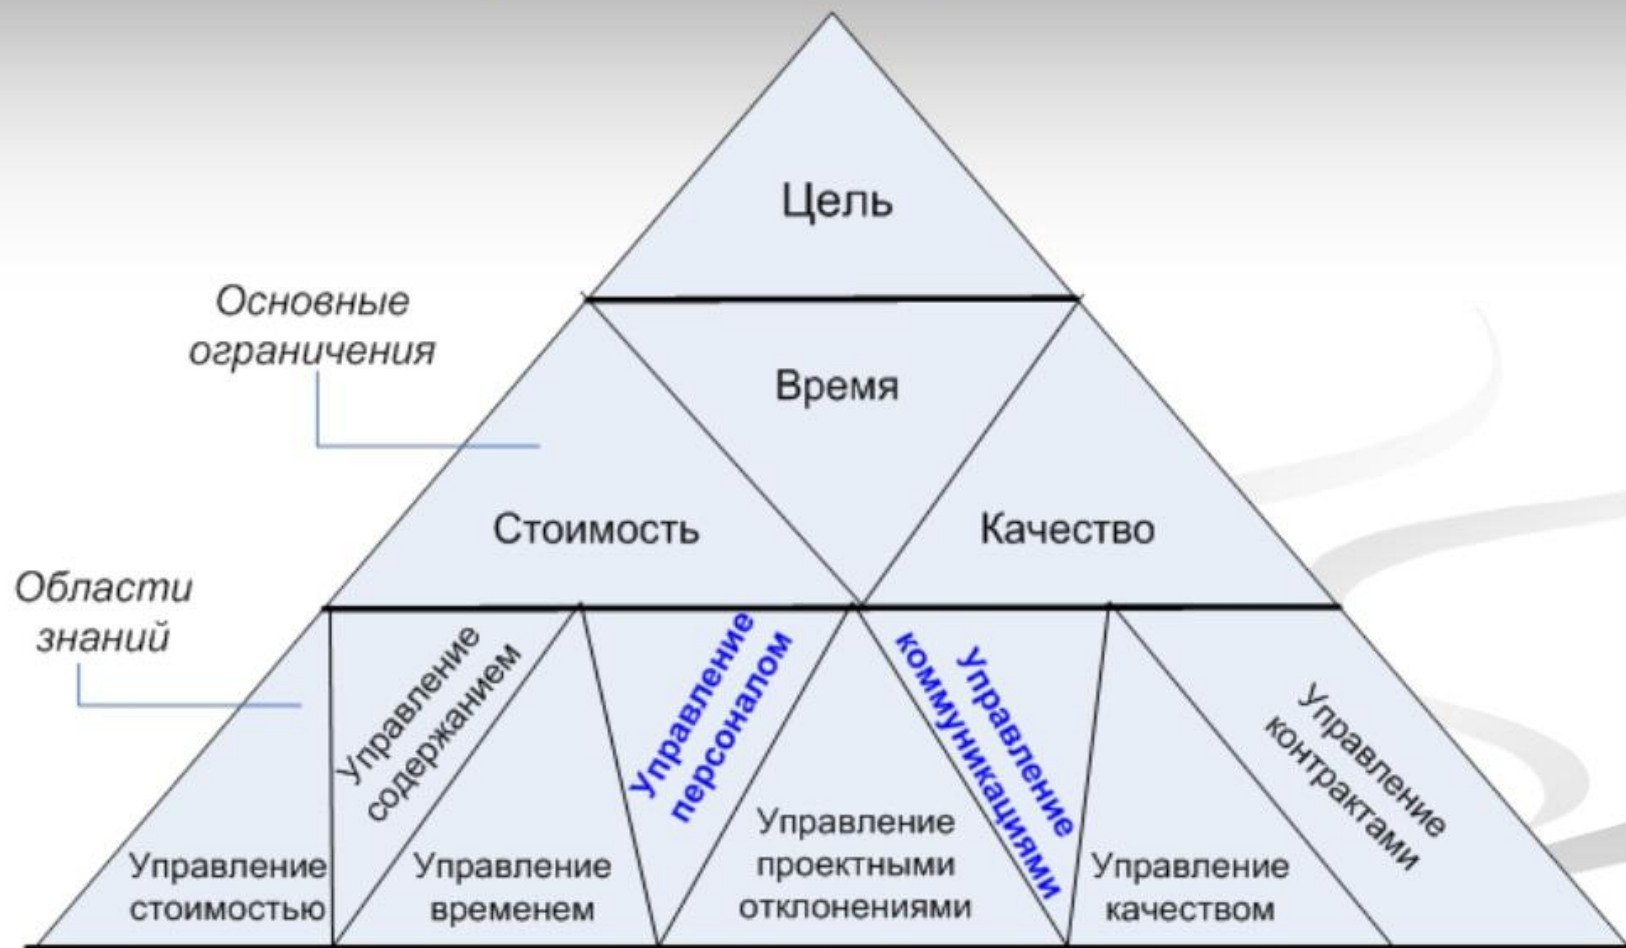 Цель
Основные
ограничения
Время
Стоимость
Качество
Области
знаний
Управление
стоимостью
Управление
содержанием
Управление
временем
Управление
персоналом
Управление
проектными
отклонениями
Управление
коммуникациями
Управление
качеством
Управление
контрактами